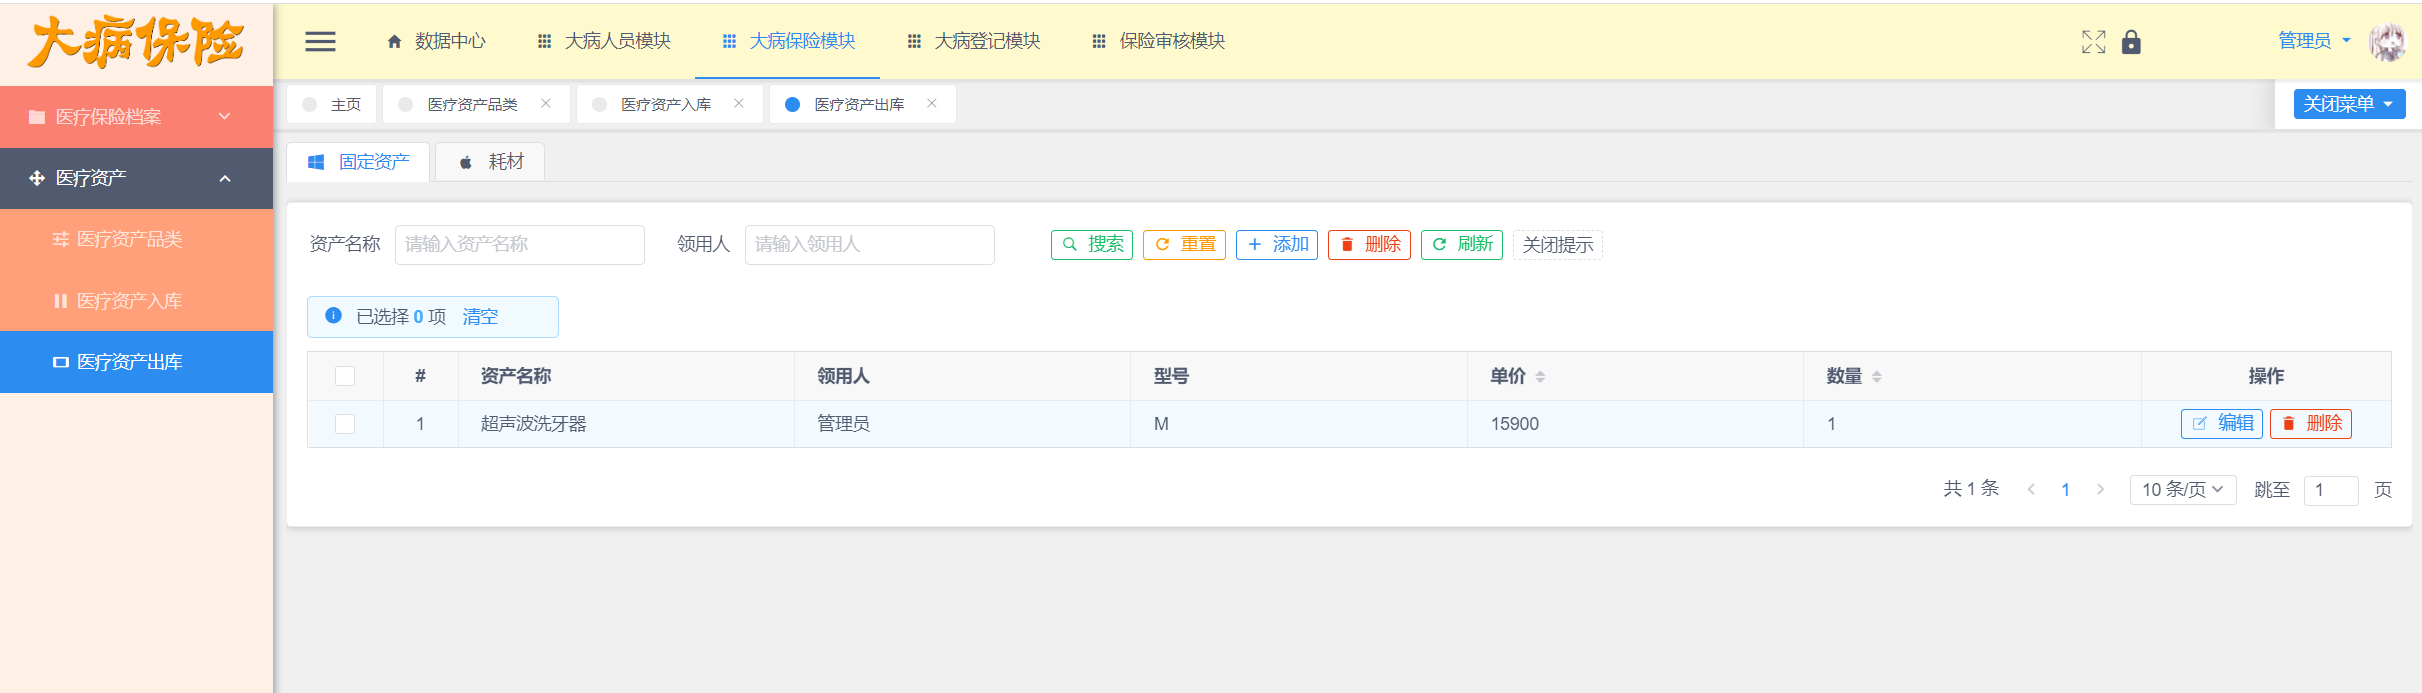 大病保险
数据中心 大病人员模块 大病保险模块 大病登记模块 保险审核模块 管理员
主页 医疗资产品类 医疗资产入库 医疗资产出库 关闭菜单
医疗保险档案
医疗资产
医疗资产品类
医疗资产入库
医疗资产出库
固定资产 耗材
资产名称 请输入资产名称 领用人 请输入领用人 搜索 重置 添加 删除 刷新 关闭提示
已选择 0 项 清空
# 资产名称 领用人 型号 单价 数量 操作
1 超声波洗牙器 管理员 M 15900 1 编辑 删除
共 1 条 1 10 条/页 跳至 1 页